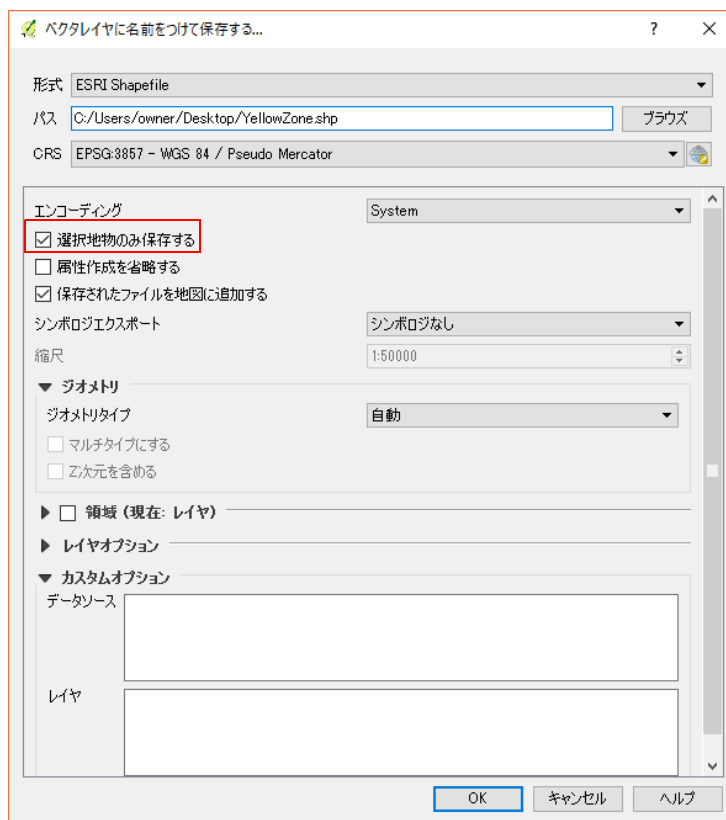 ベクタレイヤに名前をつけて保存する...
形式 ESRI Shapefile
パス C:/Users/owner/Desktop/YellowZone.shp ブラウズ
CRS EPSG:3857 - WGS 84 / Pseudo Mercator
エンコーディング System
選択地物のみ保存する
属性作成を省略する
保存されたファイルを地図に追加する
シンボロジエクスポート シンボロジなし
縮尺 1:50000
ジオメトリ
ジオメトリタイプ 自動
マルチタイプにする
Z次元を含める
領域 (現在: レイヤ)
レイヤオプション
カスタムオプション
データソース
レイヤ
OK キャンセル ヘルプ